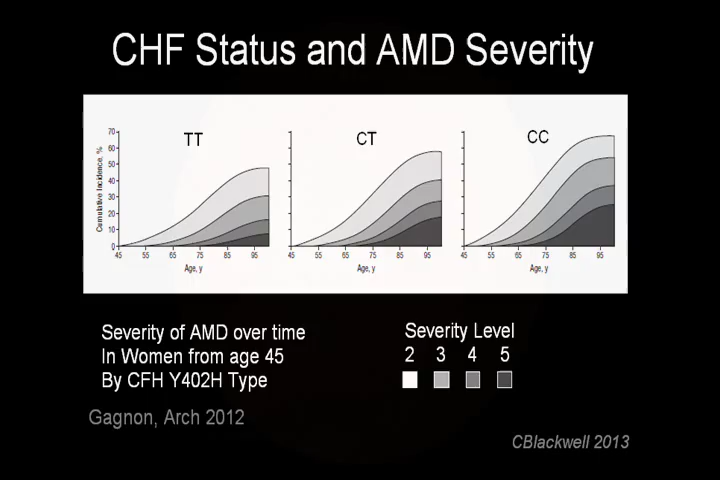 CHF Status and AMD Severity
TT
CT
CC
Cumulative Incidence, %
70
60
50
40
30
20
10
0
45 55 65 75 85 95
45 55 65 75 85 95
45 55 65 75 85 95
Age, y
Age, y
Age, y
Severity of AMD over time
In Women from age 45
By CFH Y402H Type
Severity Level
2 3 4 5
Gagnon, Arch 2012
CBlackwell 2013